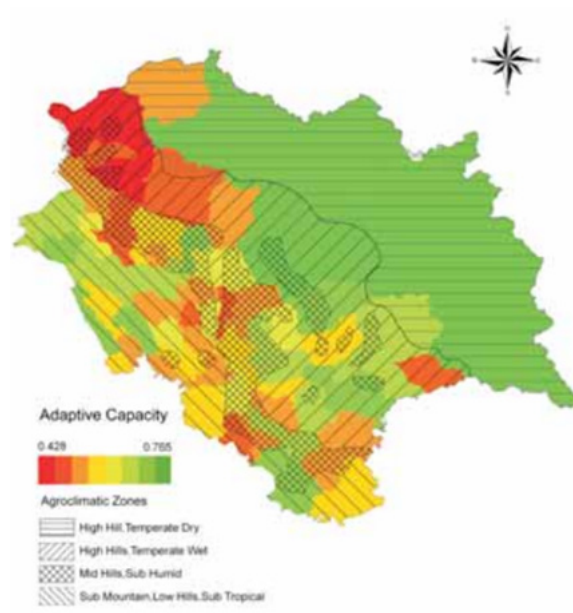 Adaptive Capacity
0.428 0.765
Agroclimatic Zones
High Hill,Temperate Dry
High Hills,Temperate Wet
Mid Hills,Sub Humid
Sub Mountain,Low Hills,Sub Tropical